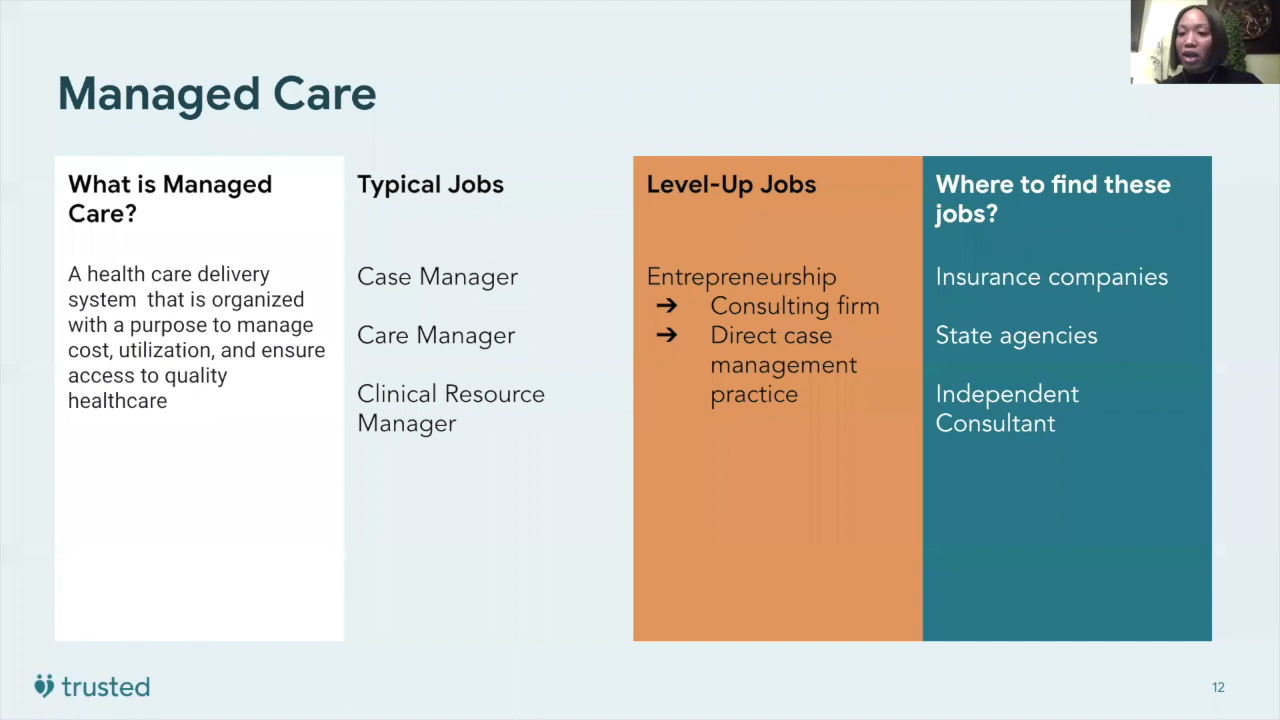 Managed Care
What is Managed
Care?
A health care delivery
system that is organized
with a purpose to manage
cost, utilization, and ensure
access to quality
healthcare
Typical Jobs
Case Manager
Care Manager
Clinical Resource
Manager
Level-Up Jobs
Entrepreneurship
➔ Consulting firm
➔ Direct case
management
practice
Where to find these
jobs?
Insurance companies
State agencies
Independent
Consultant
trusted
12